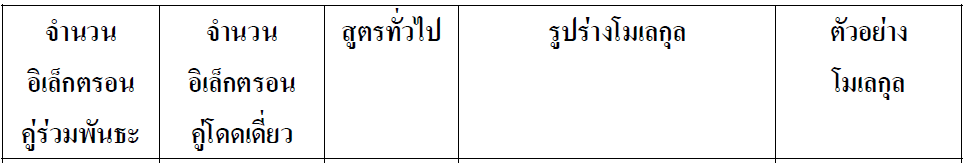 จำนวน
อิเล็กตรอน
คู่ร่วมพันธะ
จำนวน
อิเล็กตรอน
คู่โดดเดี่ยว
สูตรทั่วไป
รูปร่างโมเลกุล
ตัวอย่าง
โมเลกุล